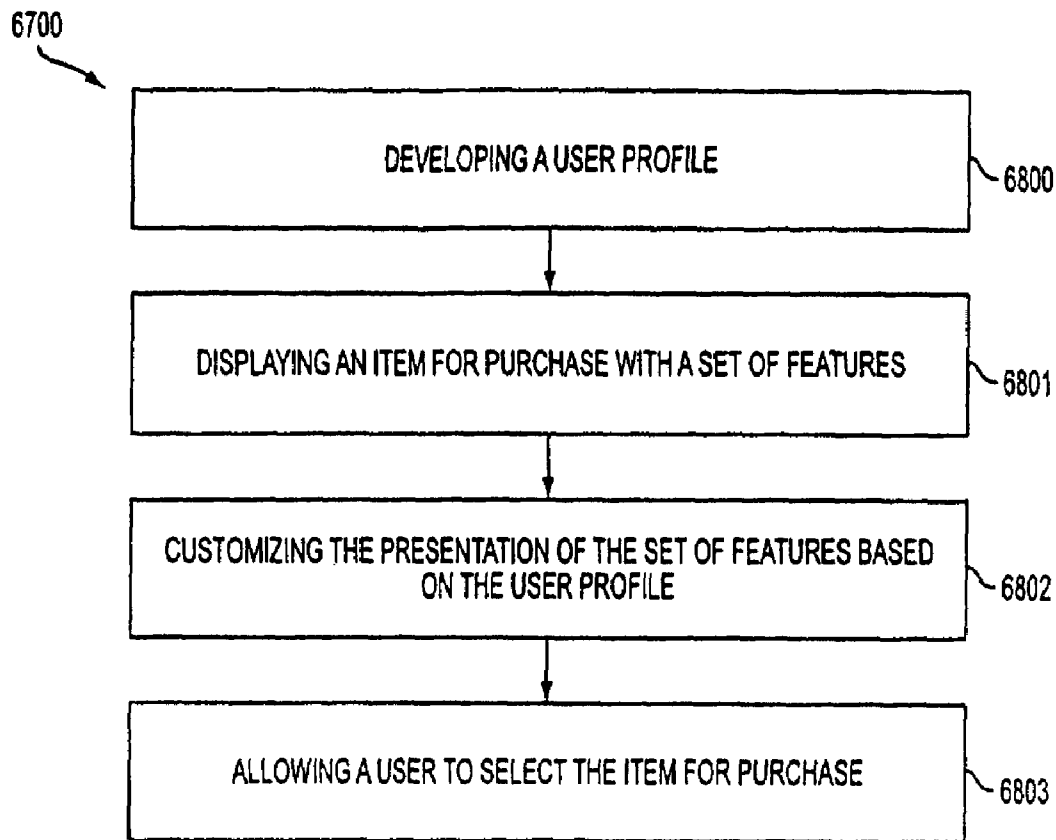 6700
DEVELOPING A USER PROFILE
6800
DISPLAYING AN ITEM FOR PURCHASE WITH A SET OF FEATURES
6801
CUSTOMIZING THE PRESENTATION OF THE SET OF FEATURES BASED
ON THE USER PROFILE
6802
ALLOWING A USER TO SELECT THE ITEM FOR PURCHASE
6803